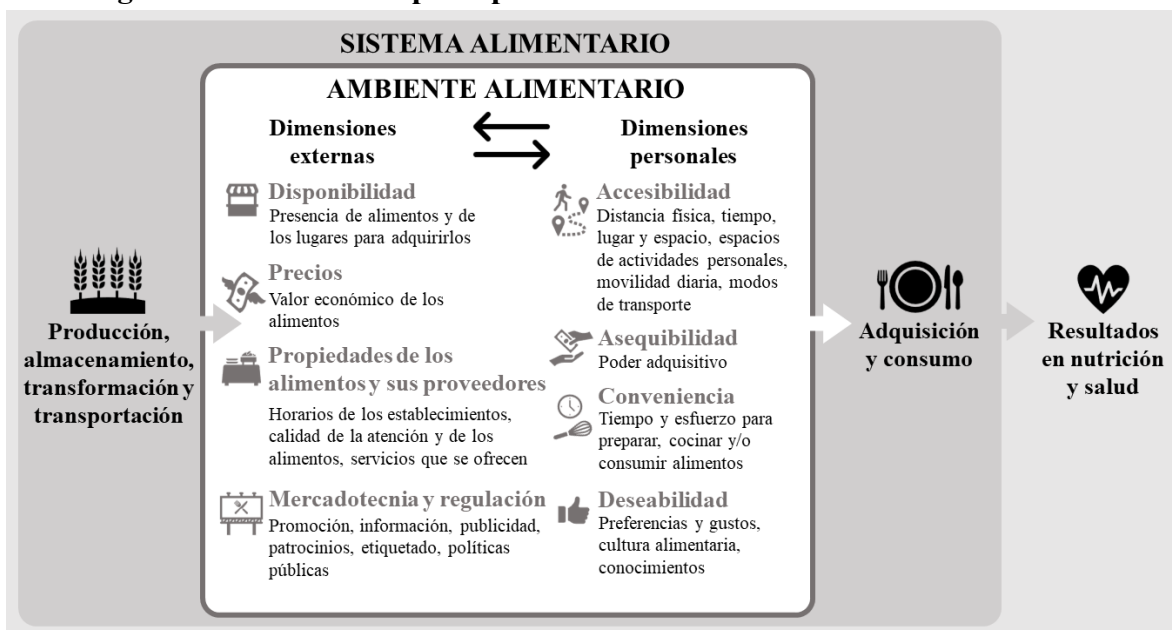 SISTEMA ALIMENTARIO
AMBIENTE ALIMENTARIO
Dimensiones
externas
Dimensiones
personales
Disponibilidad
Presencia de alimentos y de
los lugares para adquirirlos
Precios
Valor económico de los
alimentos
Propiedades de los
alimentos y sus proveedores
Horarios de los establecimientos,
calidad de la atención y de los
alimentos, servicios que se ofrecen
Mercadotecnia y regulación
Promoción, información, publicidad,
patrocinios, etiquetado, políticas
públicas
Accesibilidad
Distancia física, tiempo,
lugar y espacio, espacios
de actividades personales,
movilidad diaria, modos
de transporte
Asequibilidad
Poder adquisitivo
Conveniencia
Tiempo y esfuerzo para
preparar, cocinar y/o
consumir alimentos
Deseabilidad
Preferencias y gustos,
cultura alimentaria,
conocimientos
Producción,
almacenamiento,
transformación y
transportación
Adquisición
y consumo
Resultados
en nutrición
y salud